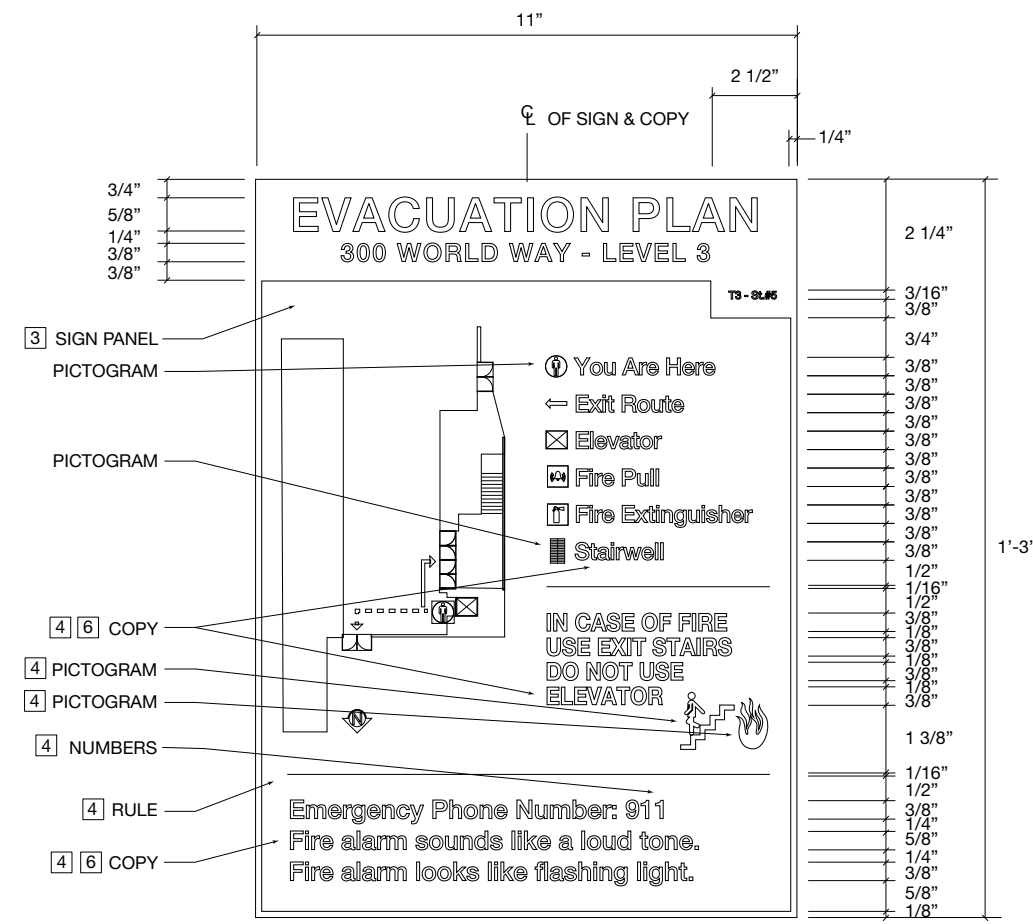 11”
2 1/2”
℄ OF SIGN & COPY
1/4”
3/4”
5/8”
1/4”
3/8”
3/8”
EVACUATION PLAN
300 WORLD WAY - LEVEL 3
T3 - St.#5
3 SIGN PANEL
PICTOGRAM
PICTOGRAM
4 6 COPY
4 PICTOGRAM
4 PICTOGRAM
4 NUMBERS
4 RULE
4 6 COPY
You Are Here
Exit Route
Elevator
Fire Pull
Fire Extinguisher
Stairwell
IN CASE OF FIRE
USE EXIT STAIRS
DO NOT USE
ELEVATOR
N
Emergency Phone Number: 911
Fire alarm sounds like a loud tone.
Fire alarm looks like flashing light.
2 1/4”
3/16”
3/8”
3/4”
3/8”
3/8”
3/8”
3/8”
3/8”
3/8”
3/8”
3/8”
3/8”
3/8”
3/8”
1/2”
1/16”
1/2”
3/8”
1/8”
3/8”
1/8”
3/8”
1/8”
3/8”
1 3/8”
1/16”
1/2”
3/8”
1/4”
5/8”
1/4”
3/8”
5/8”
1/8”
1’-3’